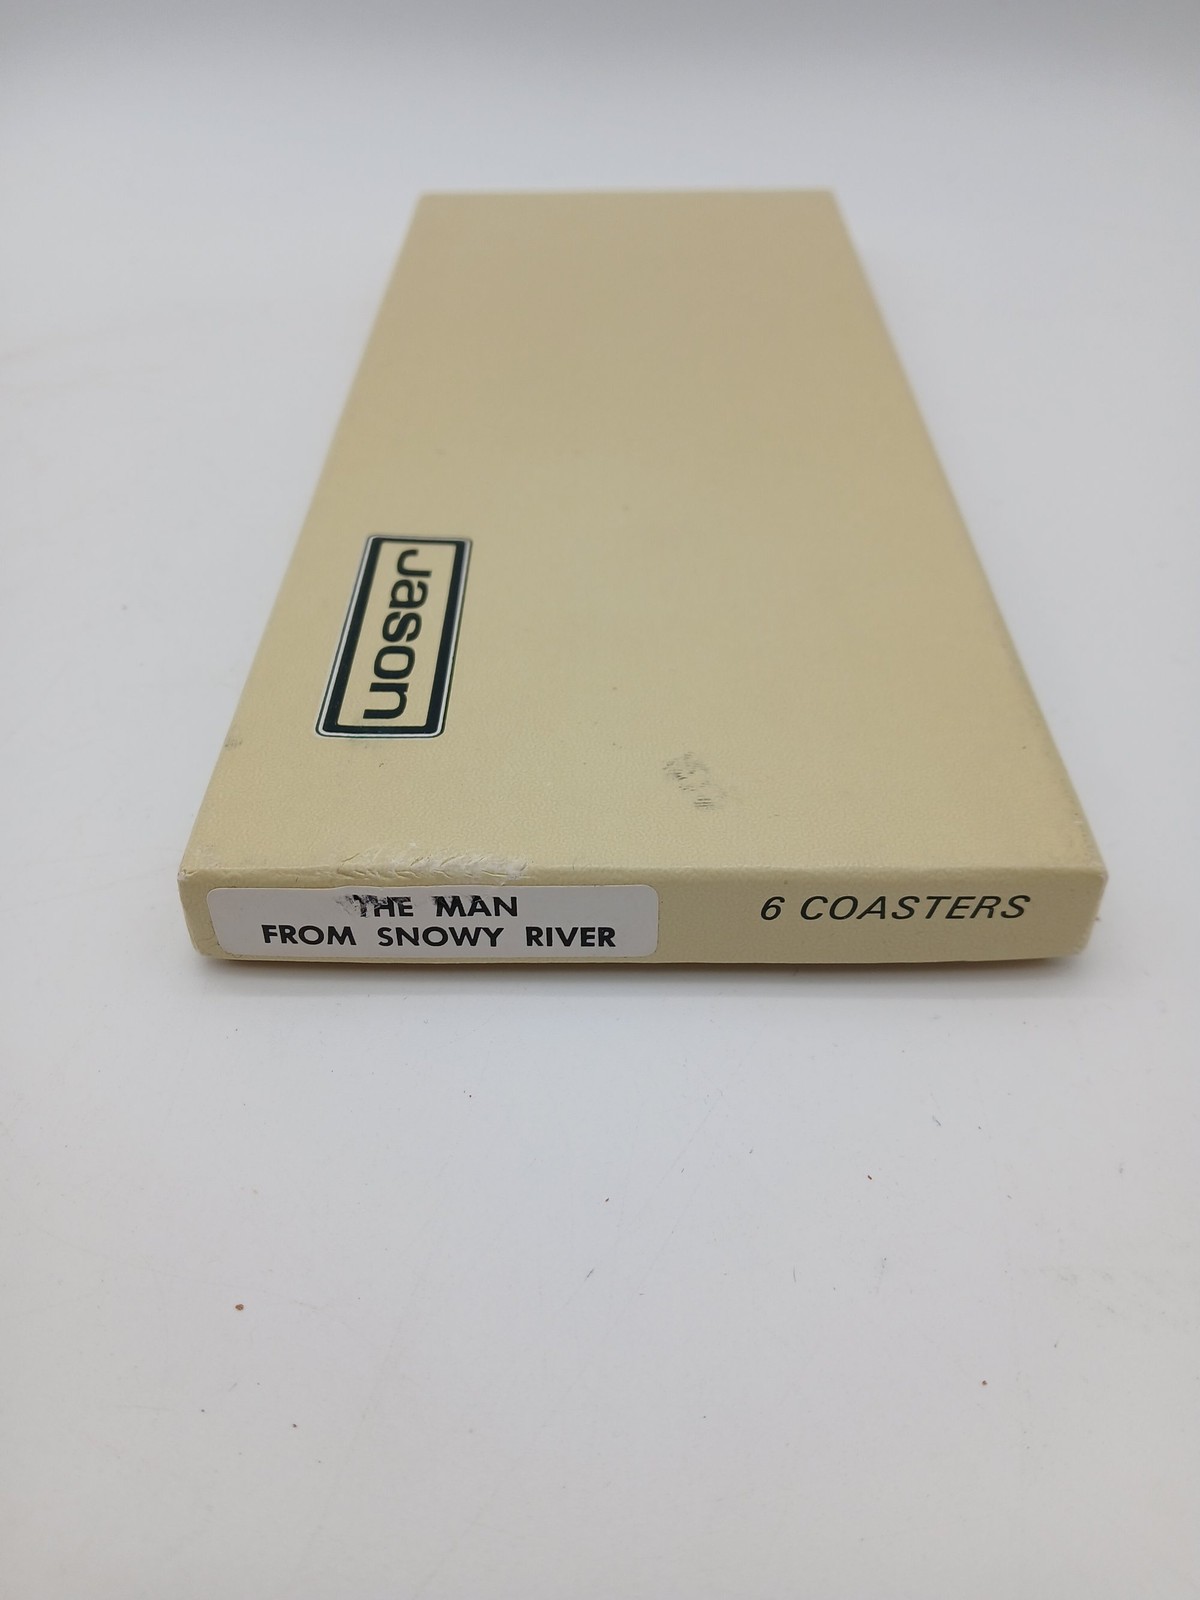 Jason
THE MAN
FROM SNOWY RIVER
6 COASTERS